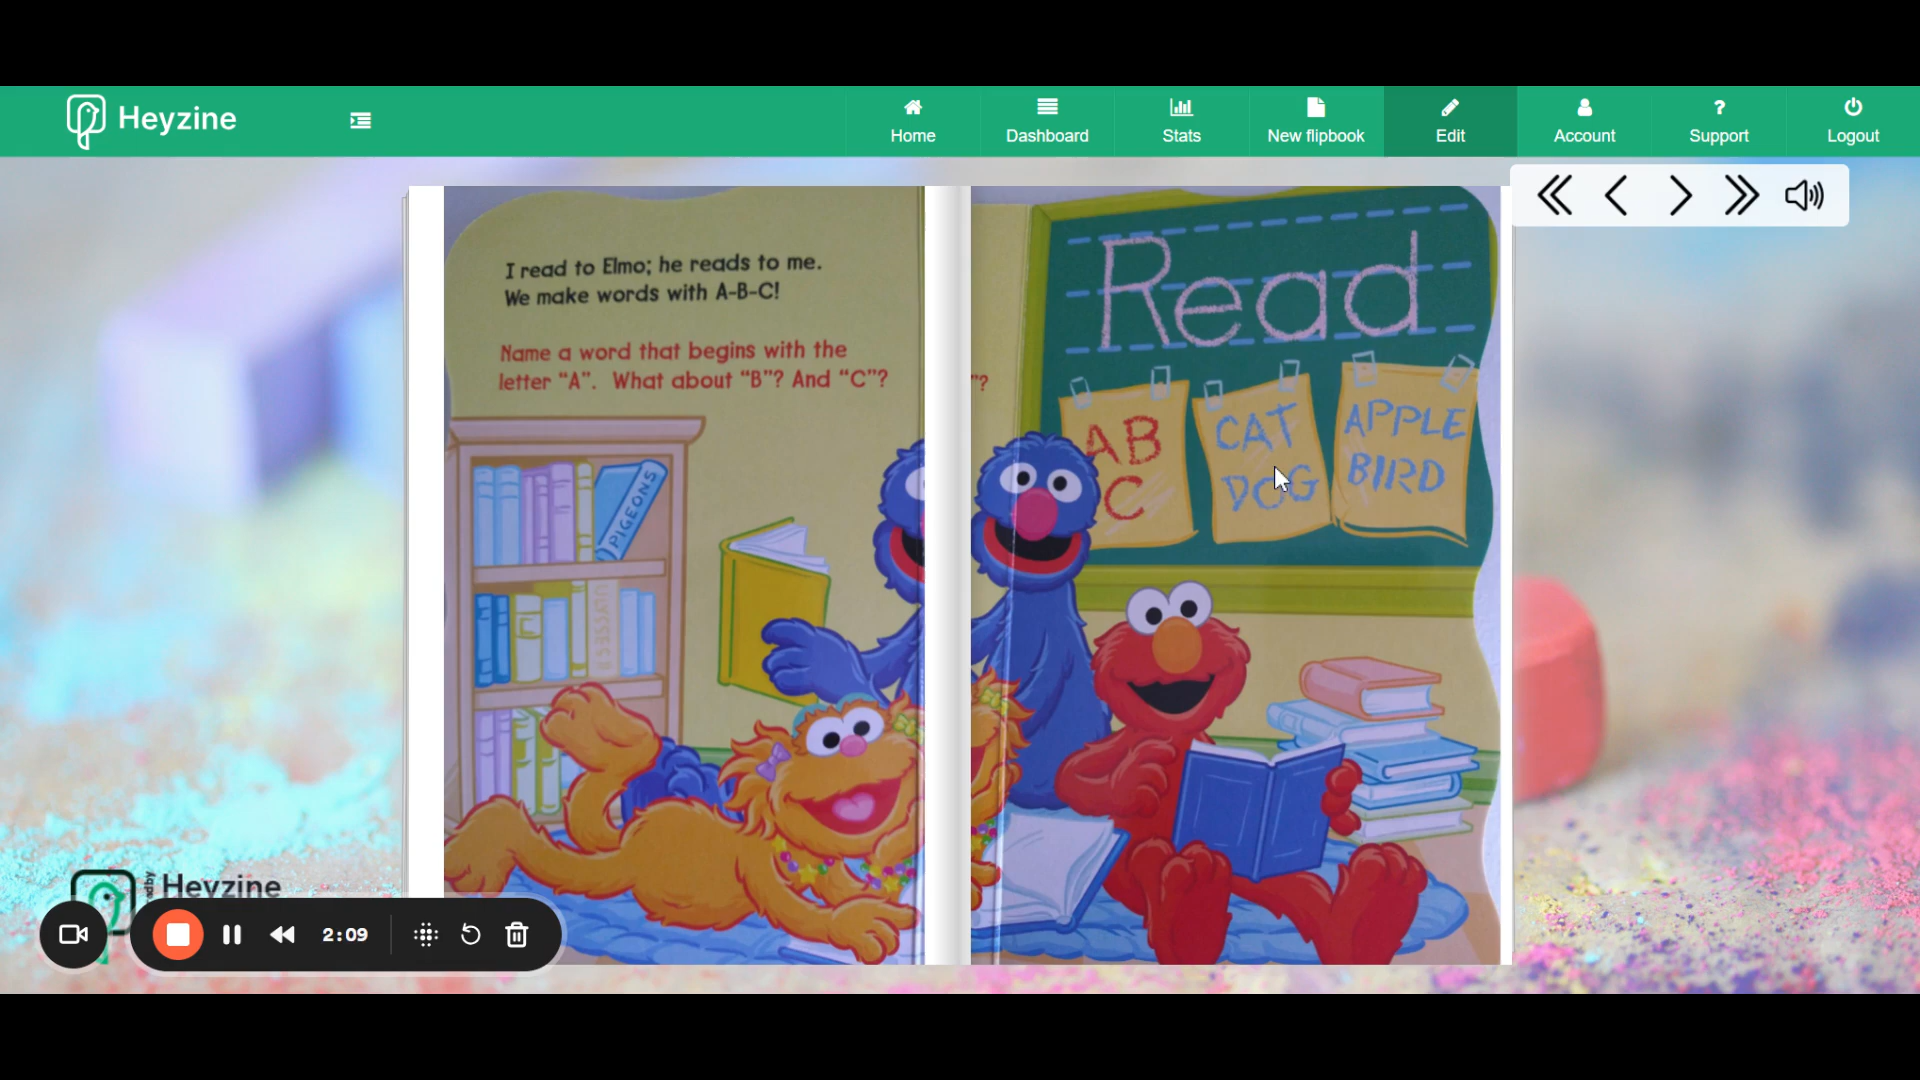 Heyzine
Home
Dashboard
Stats
New flipbook
Edit
Account
Support
Logout
I read to Elmo; he reads to me.
We make words with A-B-C!
Name a word that begins with the
letter “A”. What about “B”? And “C”?
PIGEONS
ULYSSES II
"?
Read
AB
C
CAT
DOG
APPLE
BIRD
Heyzine
2:09